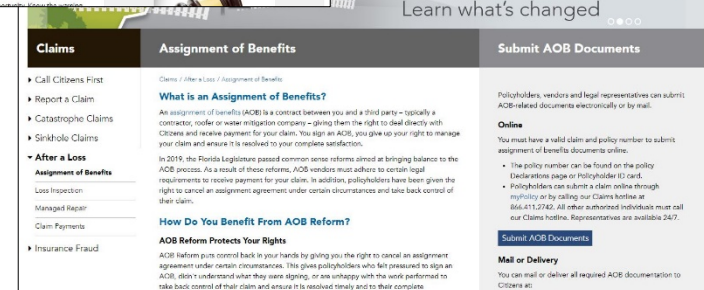 Learn what's changed
Claims
Call Citizens First
Report a Claim
Catastrophe Claims
Sinkhole Claims
After a Loss
Assignment of Benefits
Loss Inspection
Managed Repair
Claim Payments
Insurance Fraud
Assignment of Benefits
Claims / After a Loss / Assignment of Benefits
What is an Assignment of Benefits?
An assignment of benefits (AOB) is a contract between you and a third party – typically a
contractor, roofer or water mitigation company – giving them the right to deal directly with
Citizens and receive payment for your claim. You sign an AOB, you give up your right to manage
your claim and ensure it is resolved to your complete satisfaction.
In 2019, the Florida Legislature passed common sense reforms aimed at bringing balance to the
AOB process. As a result of these reforms, AOB vendors must adhere to certain legal
requirements to receive payment for your claim. In addition, policyholders have been given the
right to cancel an assignment agreement under certain circumstances and take back control of
their claim.
How Do You Benefit From AOB Reform?
AOB Reform Protects Your Rights
AOB Reform puts control back in your hands by giving you the right to cancel an assignment
agreement under certain circumstances. This gives policyholders who felt pressured to sign an
AOB, didn't understand what they were signing, or are unhappy with the work performed to
take back control of their claim and ensure it is resolved timely and to their complete
Submit AOB Documents
Policyholders, vendors and legal representatives can submit
AOB-related documents electronically or by mail.
Online
You must have a valid claim and policy number to submit
assignment of benefits documents online.
The policy number can be found on the policy
Declarations page or Policyholder ID card.
Policyholders can submit a claim online through
myPolicy or by calling our Claims hotline at
866.411.2742. All other authorized individuals must call
our Claims hotline. Representatives are available 24/7.
Submit AOB Documents
Mail or Delivery
You can mail or deliver all required AOB documentation to
Citizens at: